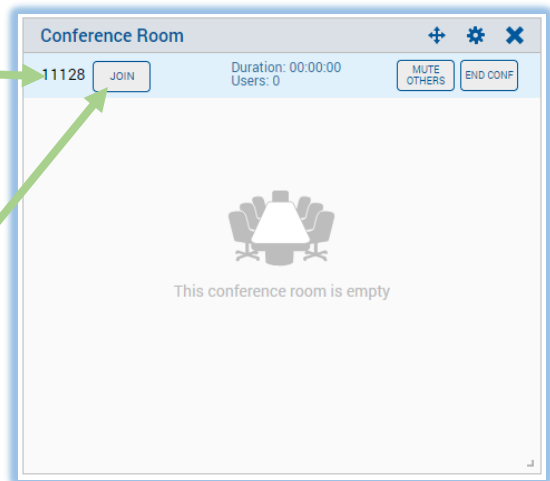 Conference Room
11128 JOIN Duration: 00:00:00 MUTE OTHERS END CONF
Users: 0
This conference room is empty